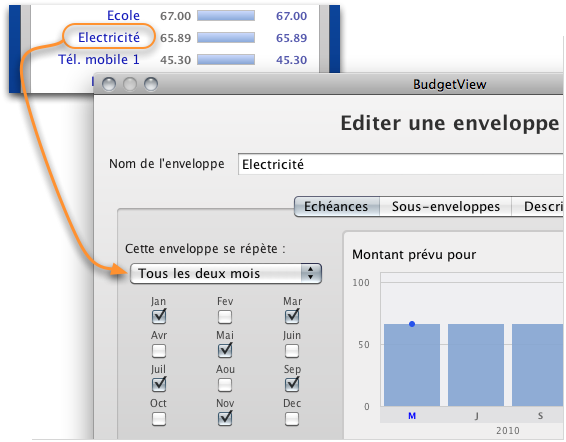 Ecole 67.00 67.00
Electricité 65.89 65.89
Tél. mobile 1 45.30 45.30
BudgetView
Editer une enveloppe
Nom de l'enveloppe Electricité
Echéances Sous-enveloppes Descri
Cette enveloppe se répète :
Tous les deux mois
Jan Fev Mar
Avr Mai Juin
Juil Aou Sep
Oct Nov Dec
Montant prévu pour
100
50
0
M J S
2010